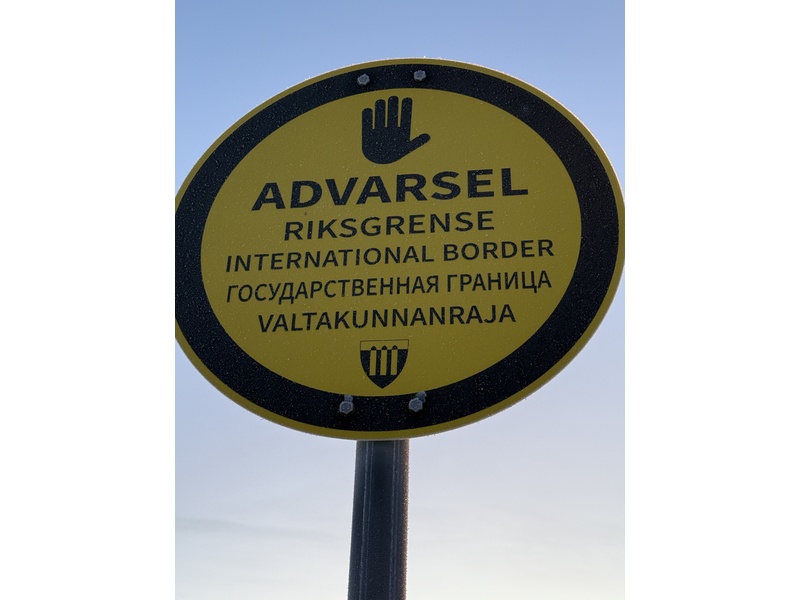 ADVARSEL
RIKSGRENSE
INTERNATIONAL BORDER
ГОСУДАРСТВЕННАЯ ГРАНИЦА
VALTAKUNNANRAJA